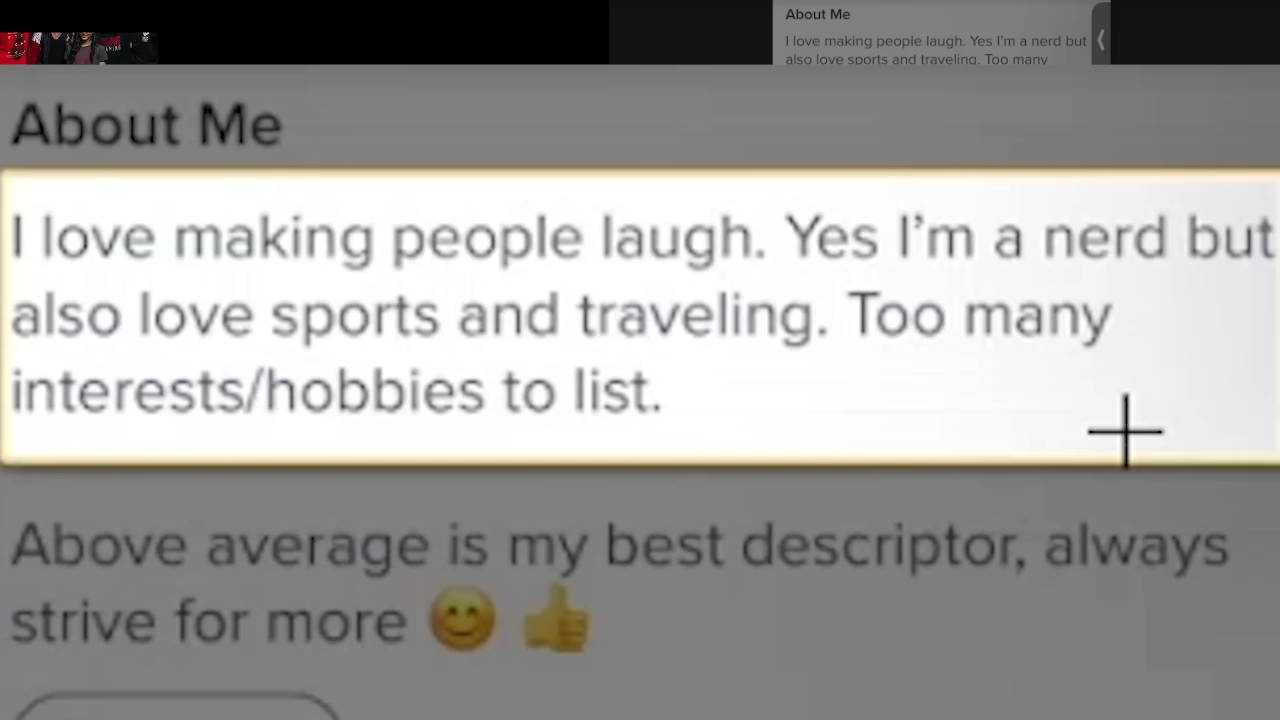 About Me
I love making people laugh. Yes I'm a nerd but
also love sports and traveling. Too many
About Me
I love making people laugh. Yes I'm a nerd but
also love sports and traveling. Too many
interests/hobbies to list.
Above average is my best descriptor, always
strive for more 😊 👍